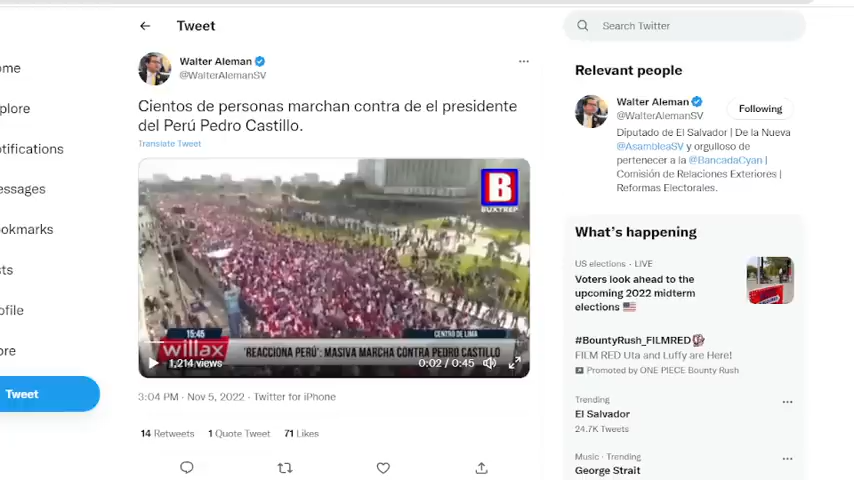 Tweet
Search Twitter
Walter Aleman
@WalterAlemanSV
Cientos de personas marchan contra de el presidente
del Perú Pedro Castillo.
Translate Tweet
B
BUXTREP
15:45
CENTRO DE LIMA
willax
'REACCIONA PERÚ': MASIVA MARCHA CONTRA PEDRO CASTILLO
1,214 views
0:02 / 0:45
3:04 PM · Nov 5, 2022 · Twitter for iPhone
14 Retweets 1 Quote Tweet 71 Likes
ome
plore
otifications
essages
okmarks
sts
ofile
ore
Tweet
Relevant people
Walter Aleman
@WalterAlemanSV
Following
Diputado de El Salvador | De la Nueva
@AsambleaSV y orgulloso de
pertenecer a la @BancadaCyan |
Comisión de Relaciones Exteriores |
Reformas Electorales.
What's happening
US elections · LIVE
Voters look ahead to the
upcoming 2022 midterm
elections
#BountyRush_FILMRED
FILM RED Uta and Luffy are Here!
Promoted by ONE PIECE Bounty Rush
Trending
El Salvador
24.7K Tweets
Music · Trending
George Strait